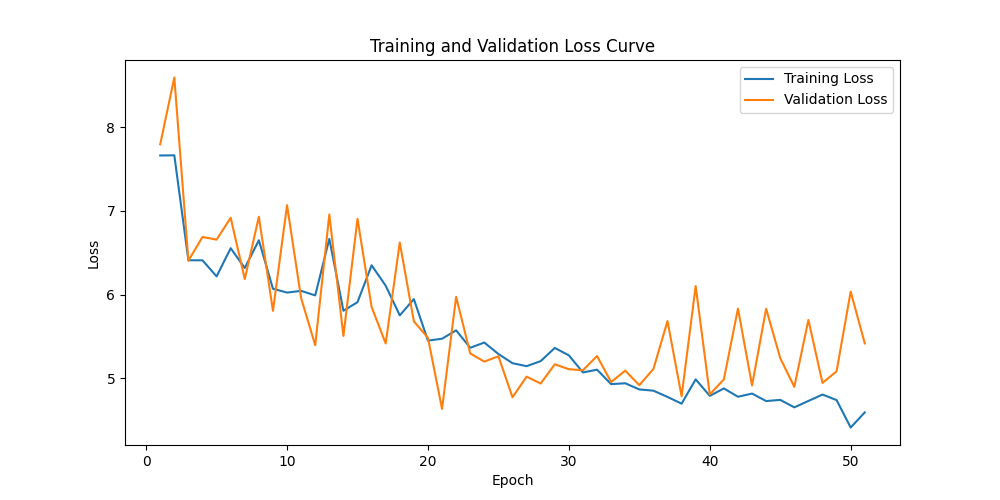 Training and Validation Loss Curve
Training Loss
Validation Loss
8
7
6
5
Loss
0 10 20 30 40 50
Epoch